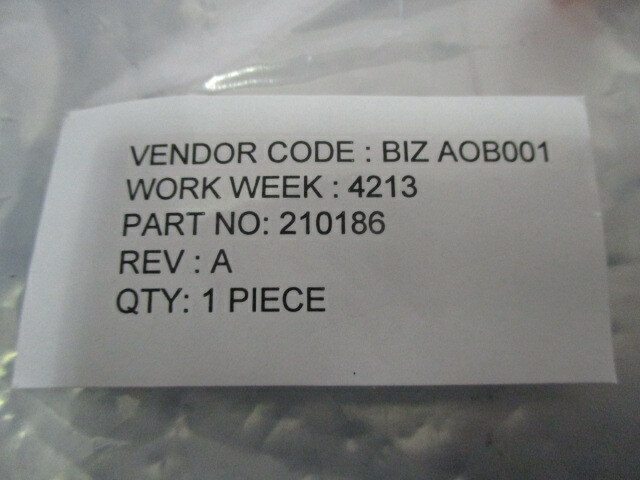 VENDOR CODE : BIZ AOB001
WORK WEEK : 4213
PART NO: 210186
REV : A
QTY: 1 PIECE